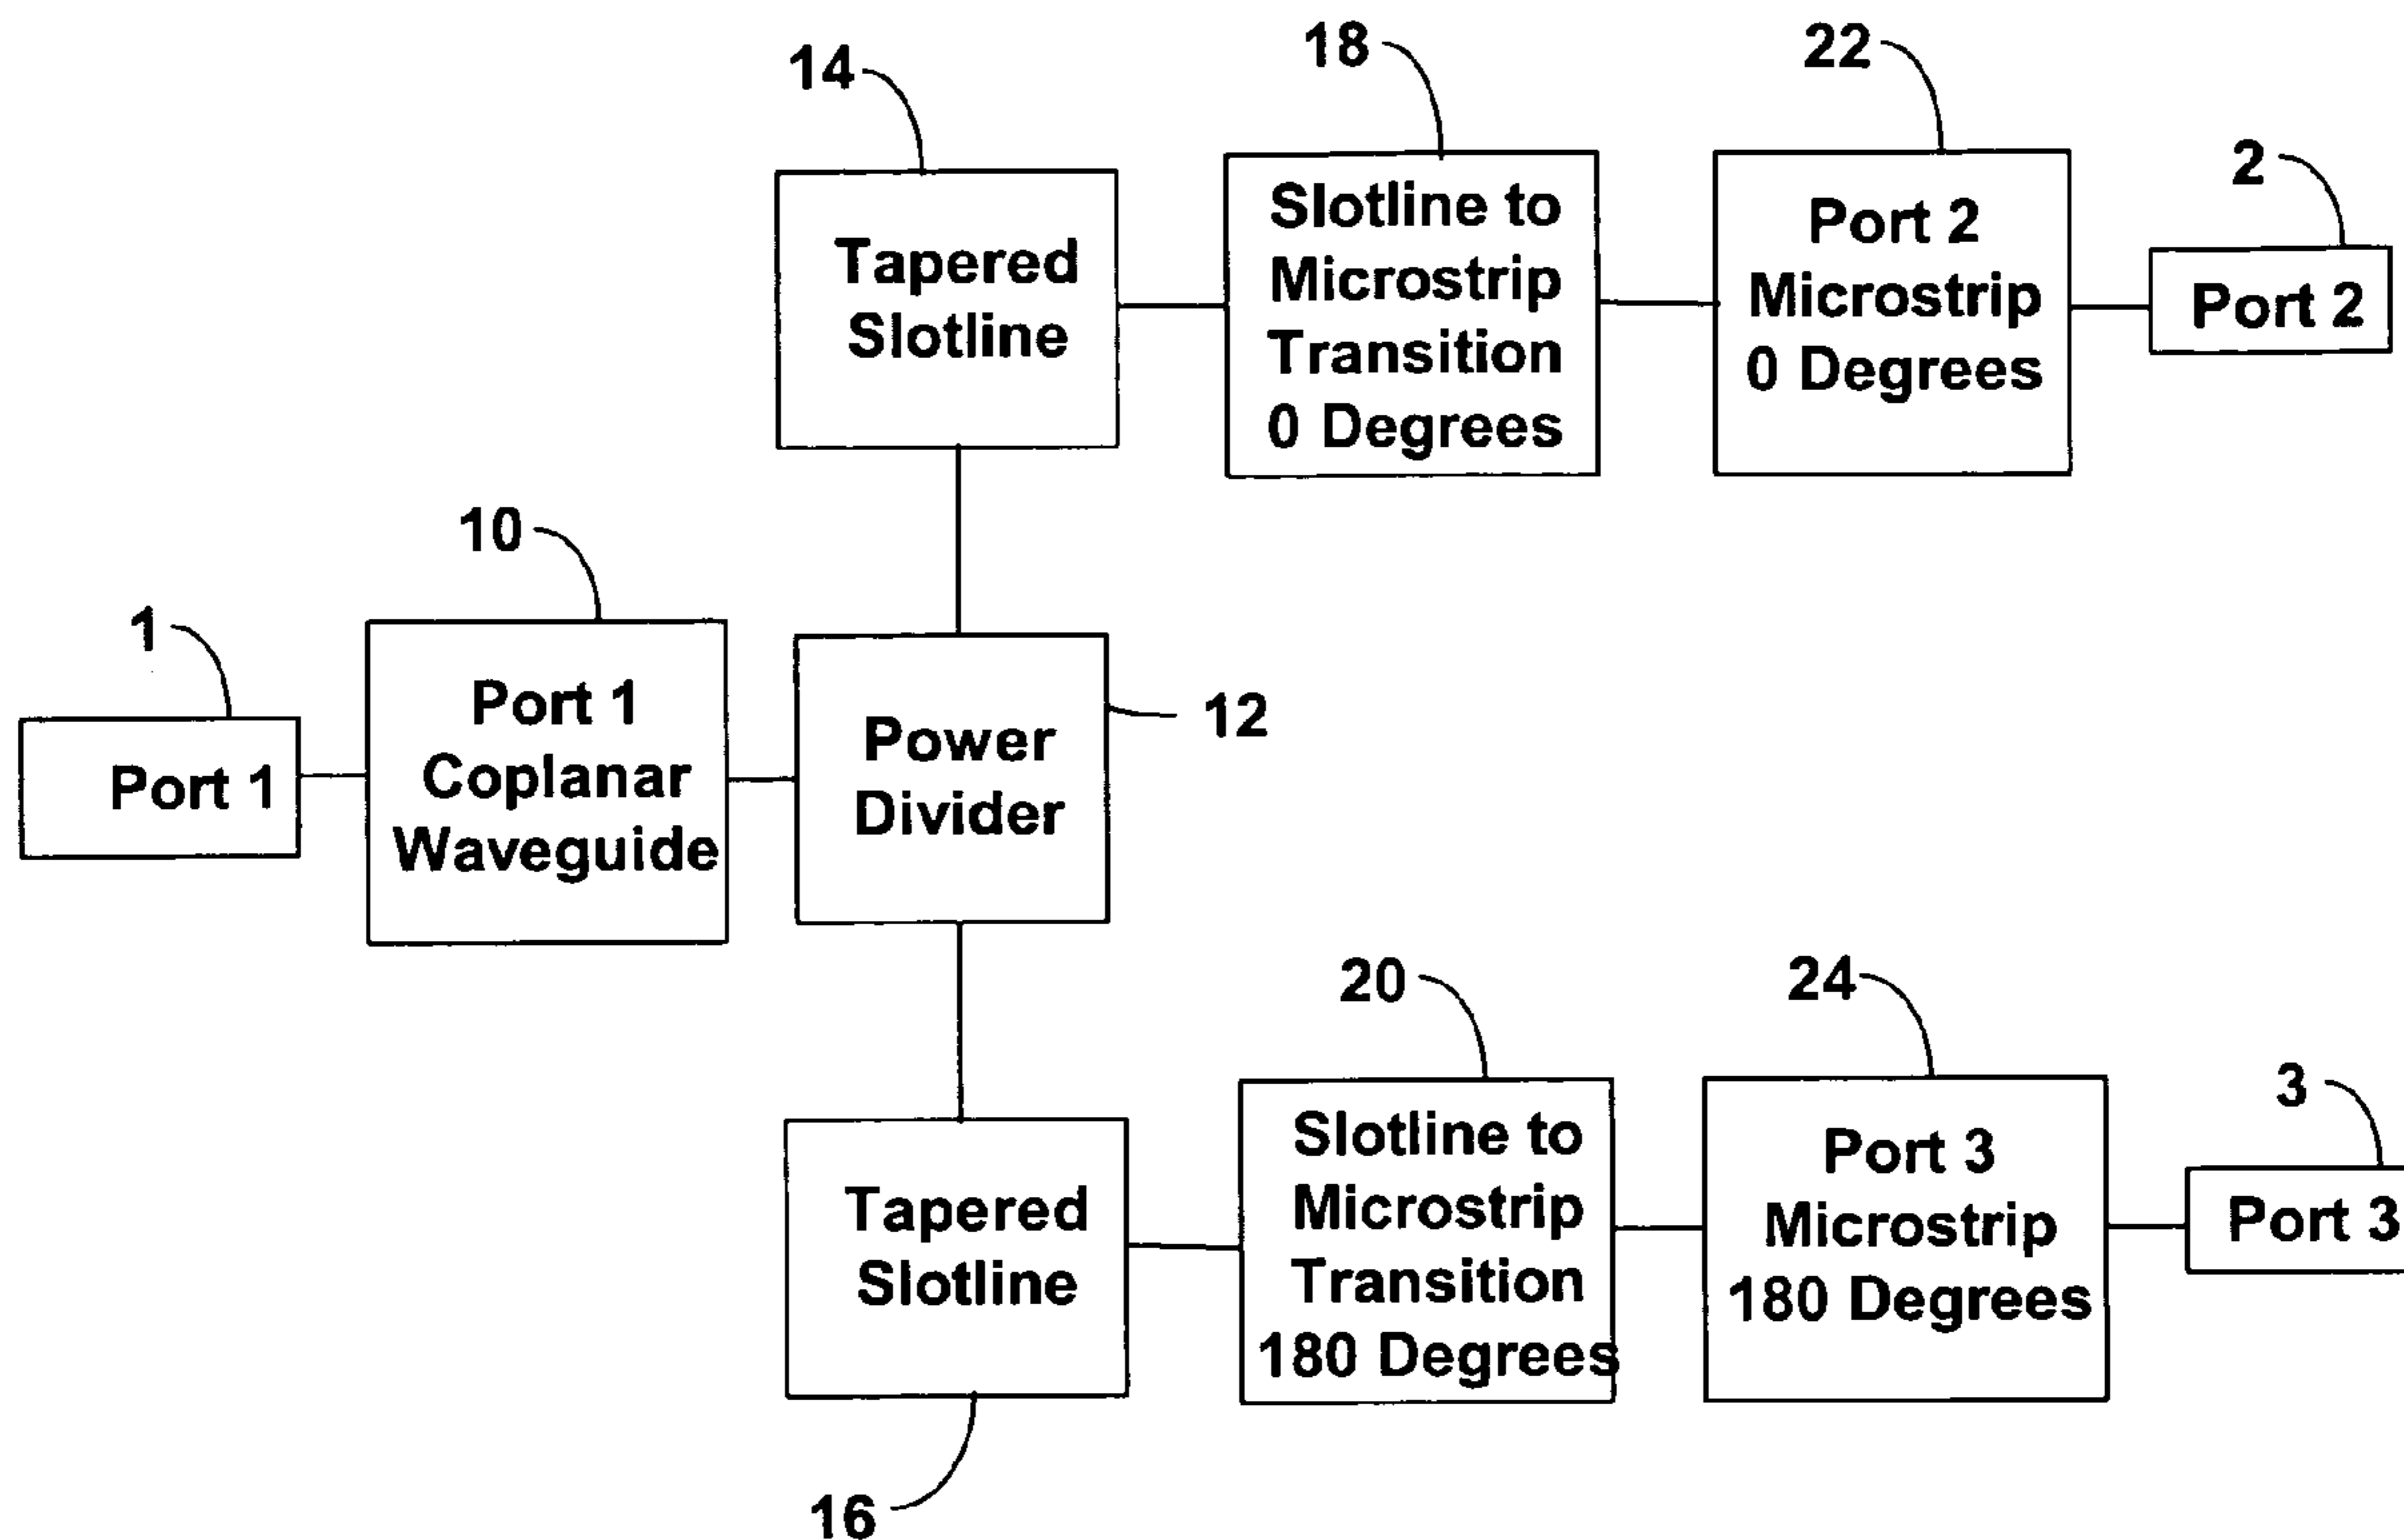 14
18
22
2
Tapered
Slotline
Slotline to
Microstrip
Transition
0 Degrees
Port 2
Microstrip
0 Degrees
Port 2
10
1
Port 1
Port 1
Coplanar
Waveguide
Power
Divider
12
20
24
3
Tapered
Slotline
Slotline to
Microstrip
Transition
180 Degrees
Port 3
Microstrip
180 Degrees
Port 3
16